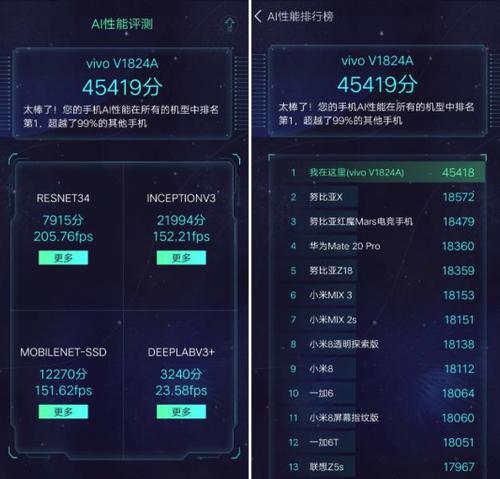 AI性能评测
vivo V1824A
45419分
太棒了！您的手机AI性能在所有的机型中排名
第1，超越了99%的其他手机
RESNET34
7915分
205.76fps
更多
INCEPTIONV3
21994分
152.21fps
更多
MOBILENET-SSD
12270分
151.62fps
更多
DEEPLABV3+
3240分
23.58fps
更多
AI性能排行榜
vivo V1824A
45419分
太棒了！您的手机AI性能在所有的机型中排名
第1，超越了99%的其他手机
1 我在这里(vivo V1824A) 45418
2 努比亚X 18572
3 努比亚红魔Mars电竞手机 18479
4 华为Mate 20 Pro 18360
5 努比亚Z18 18359
6 小米MIX 3 18153
7 小米MIX 2s 18151
8 小米8透明探索版 18138
9 小米8 18112
10 一加6 18064
11 小米8屏幕指纹版 18060
12 一加6T 18051
13 联想Z5s 17967